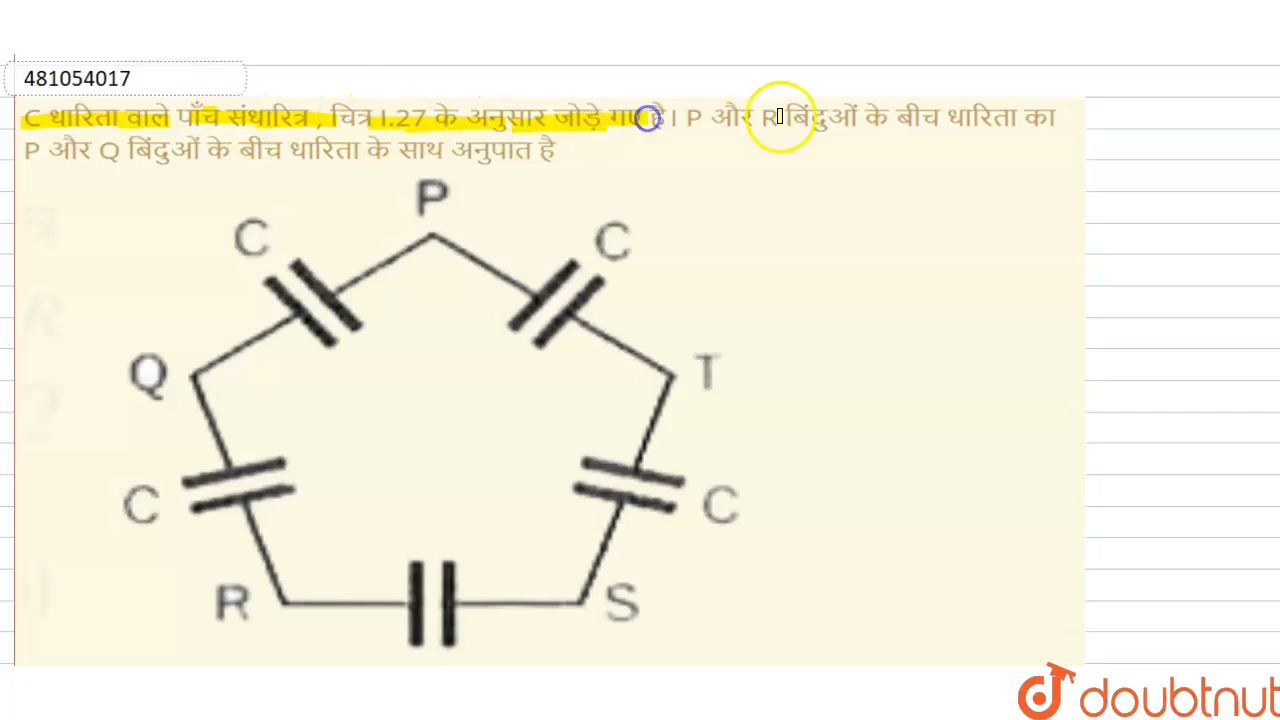 481054017
C धारिता वाले पाँच संधारित्र , चित्र I.27 के अनुसार जोड़े गए है। P और R बिंदुओं के बीच धारिता का
P और Q बिंदुओं के बीच धारिता के साथ अनुपात है
P
C
C
Q
T
C
C
R
S
doubtnut